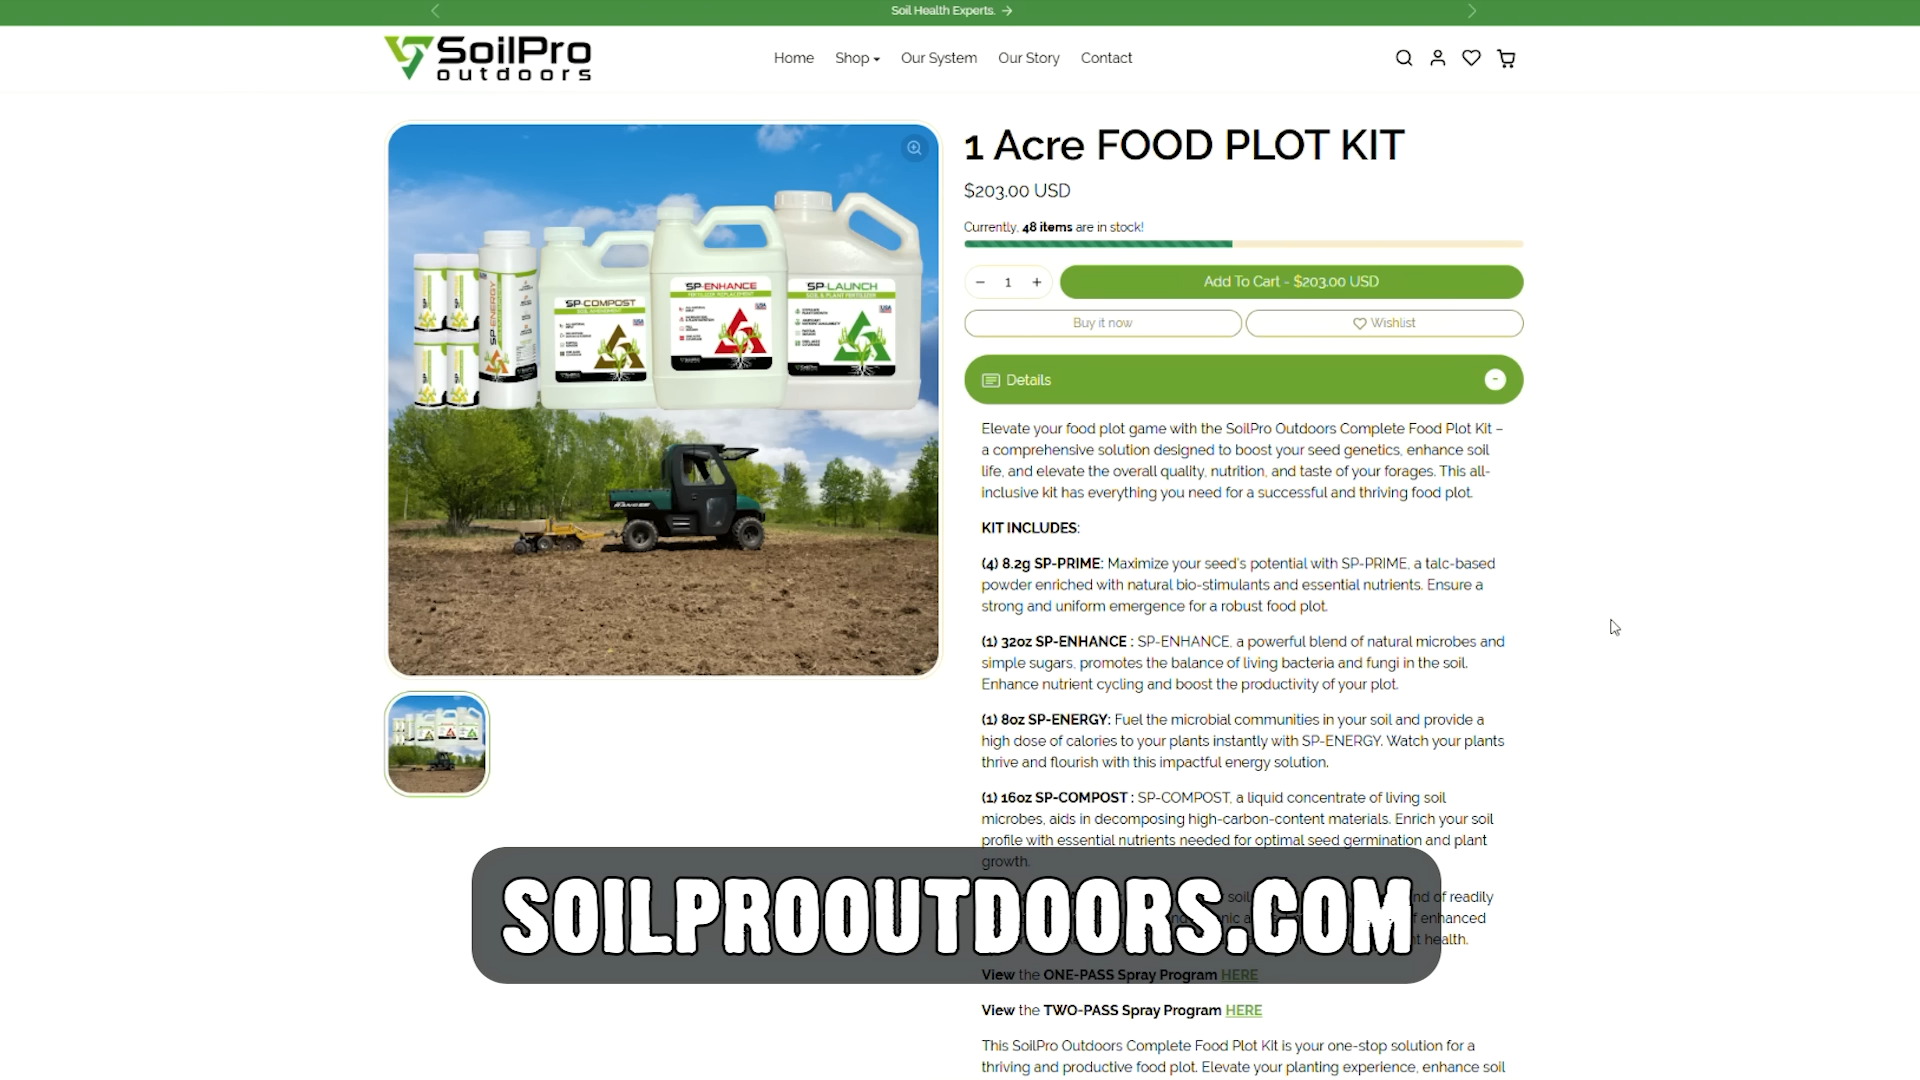 Soil Health Experts. →
SoilPro
outdoors
Home Shop Our System Our Story Contact
1 Acre FOOD PLOT KIT
$203.00 USD
Currently, 48 items are in stock!
− 1 + Add To Cart - $203.00 USD
Buy it now Wishlist
Details
SP-ENERGY
SP-COMPOST
SOIL AMENDMENT
SP-ENHANCE
FERTILIZER REPLACEMENT
SP-LAUNCH
SOIL & PLANT FERTILIZER
Elevate your food plot game with the SoilPro Outdoors Complete Food Plot Kit –
a comprehensive solution designed to boost your seed genetics, enhance soil
life, and elevate the overall quality, nutrition, and taste of your forages. This all-
inclusive kit has everything you need for a successful and thriving food plot.
KIT INCLUDES:
(4) 8.2g SP-PRIME: Maximize your seed's potential with SP-PRIME, a talc-based
powder enriched with natural bio-stimulants and essential nutrients. Ensure a
strong and uniform emergence for a robust food plot.
(1) 32oz SP-ENHANCE : SP-ENHANCE, a powerful blend of natural microbes and
simple sugars, promotes the balance of living bacteria and fungi in the soil.
Enhance nutrient cycling and boost the productivity of your plot.
(1) 8oz SP-ENERGY: Fuel the microbial communities in your soil and provide a
high dose of calories to your plants instantly with SP-ENERGY. Watch your plants
thrive and flourish with this impactful energy solution.
(1) 16oz SP-COMPOST : SP-COMPOST, a liquid concentrate of living soil
microbes, aids in decomposing high-carbon-content materials. Enrich your soil
profile with essential nutrients needed for optimal seed germination and plant
growth.
of readily
enhanced
health.
SOILPROOUTDOORS.COM
View the ONE-PASS Spray Program HERE
View the TWO-PASS Spray Program HERE
This SoilPro Outdoors Complete Food Plot Kit is your one-stop solution for a
thriving and productive food plot. Elevate your planting experience, enhance soil